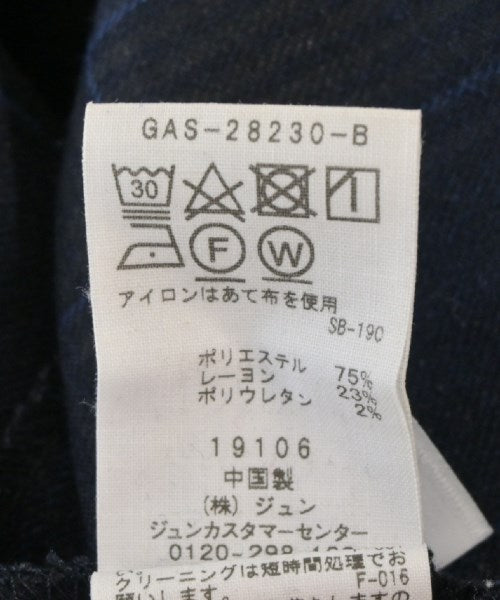 GAS-28230-B
30
F W
アイロンはあて布を使用
SB-19C
ポリエステル 75%
レーヨン 23%
ポリウレタン 2%
19106
中国製
(株) ジュン
ジュンカスタマーセンター
0120-298-
クリーニングは短時間処理でお
F-016